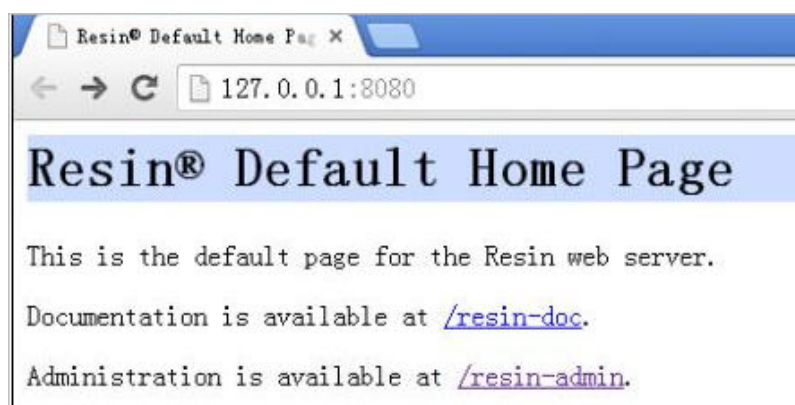 Resin® Default Home Pag
127.0.0.1:8080
Resin® Default Home Page
This is the default page for the Resin web server.
Documentation is available at /resin-doc.
Administration is available at /resin-admin.